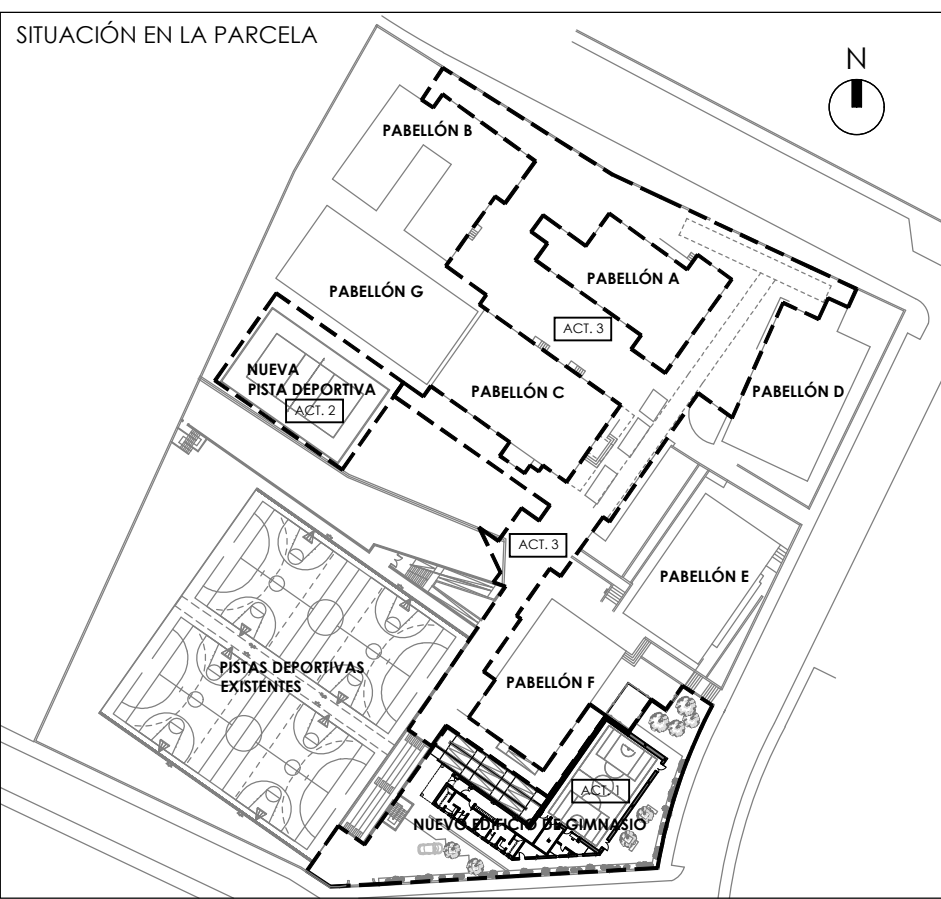 SITUACIÓN EN LA PARCELA
N
PABELLÓN B
PABELLÓN A
PABELLÓN G
ACT. 3
NUEVA
PISTA DEPORTIVA
ACT. 2
PABELLÓN C
PABELLÓN D
ACT. 3
PABELLÓN E
PISTAS DEPORTIVAS
EXISTENTES
PABELLÓN F
ACT. 1
NUEVO EDIFICIO DE GIMNASIO